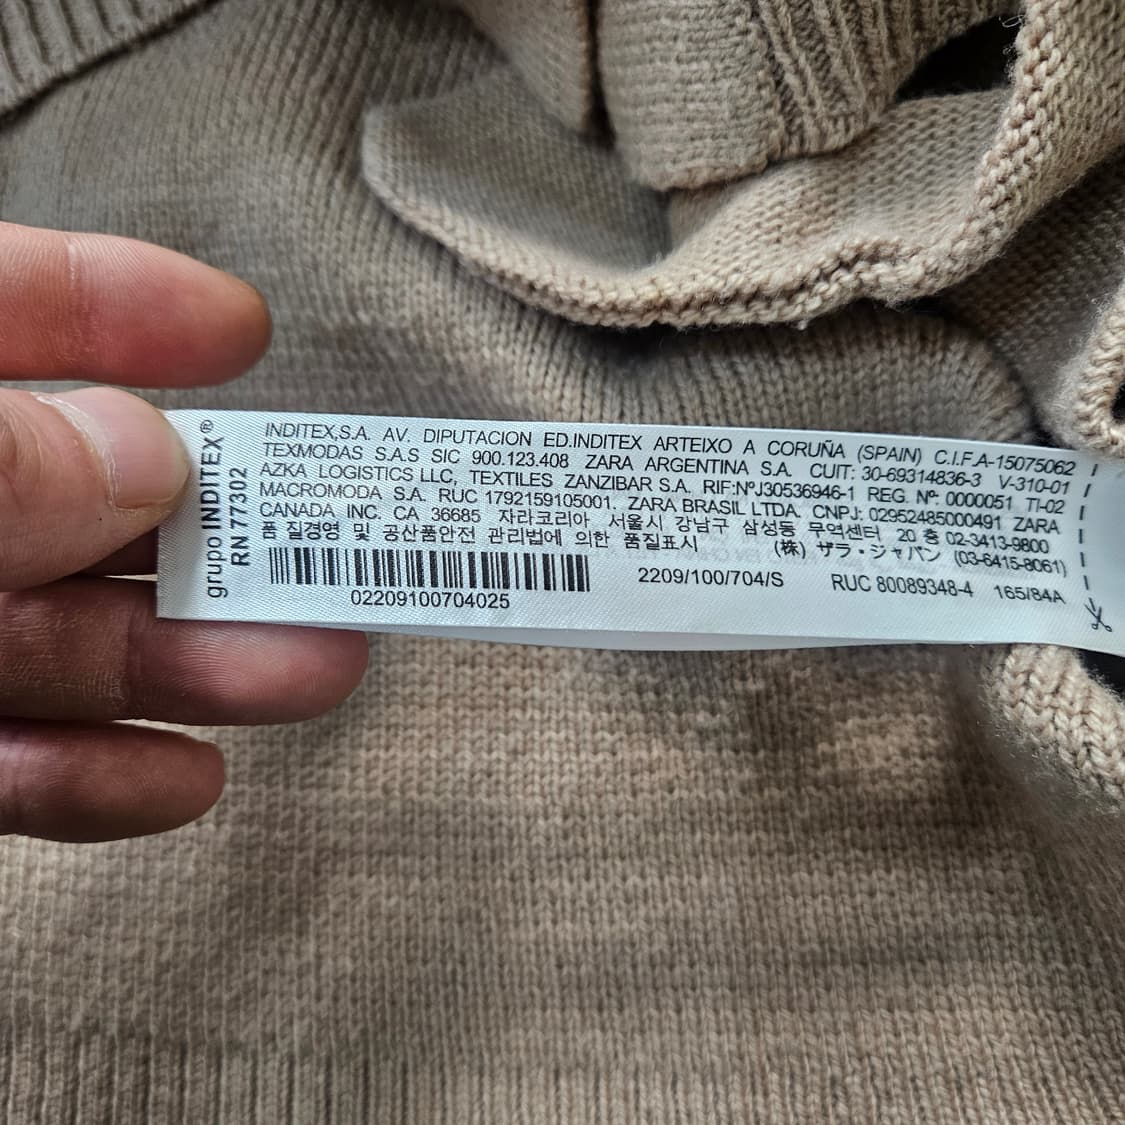 grupo INDITEX®
RN 77302
INDITEX,S.A. AV. DIPUTACION ED.INDITEX ARTEIXO A CORUÑA (SPAIN) C.I.F.A-15075062
TEXMODAS S.A.S SIC 900.123.408 ZARA ARGENTINA S.A. CUIT: 30-69314836-3 V-310-01
AZKA LOGISTICS LLC, TEXTILES ZANZIBAR S.A. RIF:NºJ30536946-1 REG. Nº: 0000051 TI-02
MACROMODA S.A. RUC 1792159105001. ZARA BRASIL LTDA. CNPJ: 02952485000491 ZARA
CANADA INC. CA 36685 자라코리아, 서울시 강남구 삼성동 무역센터 20 층 02-3413-9800
품 질경영 및 공산품안전 관리법에 의한 품질표시 (株) ザラ・ジャパン (03-6415-8061)
2209/100/704/S RUC 80089348-4 165/84A
02209100704025